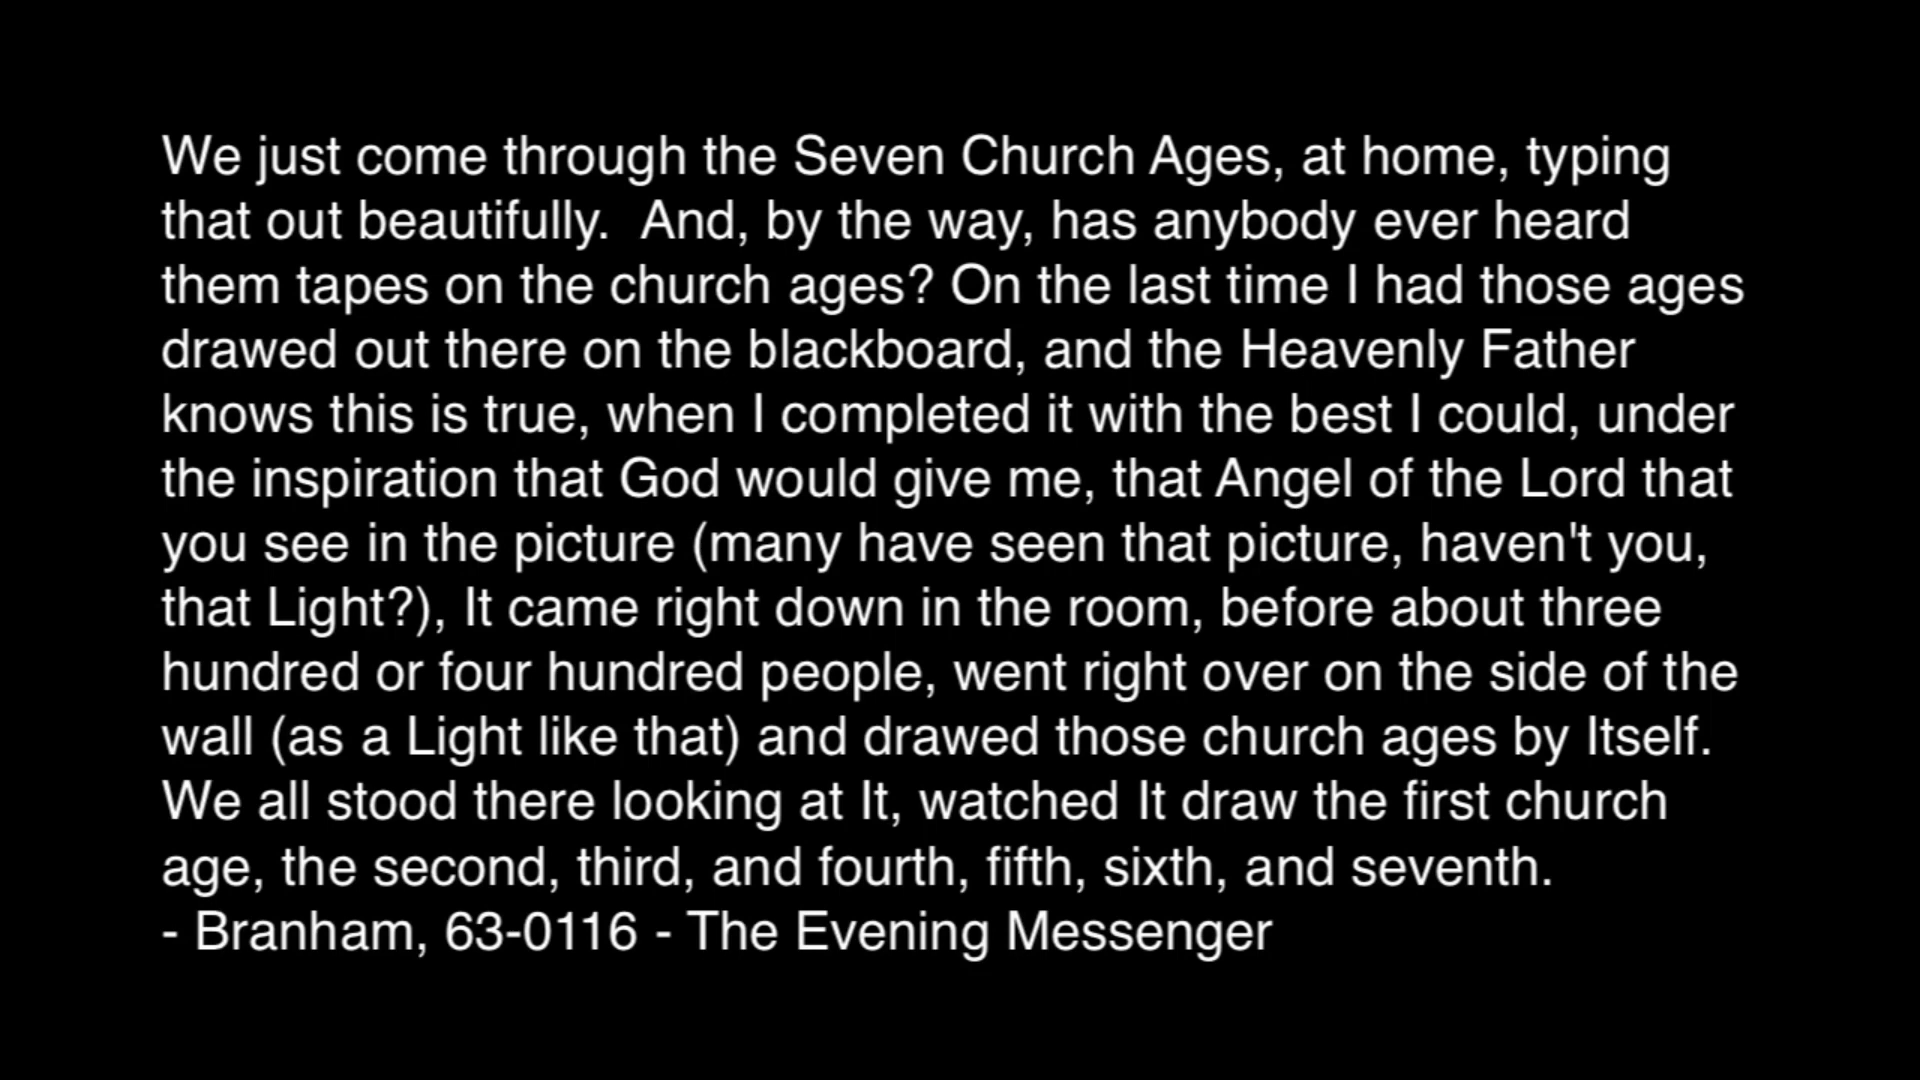 We just come through the Seven Church Ages, at home, typing
that out beautifully.  And, by the way, has anybody ever heard
them tapes on the church ages? On the last time I had those ages
drawed out there on the blackboard, and the Heavenly Father
knows this is true, when I completed it with the best I could, under
the inspiration that God would give me, that Angel of the Lord that
you see in the picture (many have seen that picture, haven't you,
that Light?), It came right down in the room, before about three
hundred or four hundred people, went right over on the side of the
wall (as a Light like that) and drawed those church ages by Itself.
We all stood there looking at It, watched It draw the first church
age, the second, third, and fourth, fifth, sixth, and seventh.
- Branham, 63-0116 - The Evening Messenger